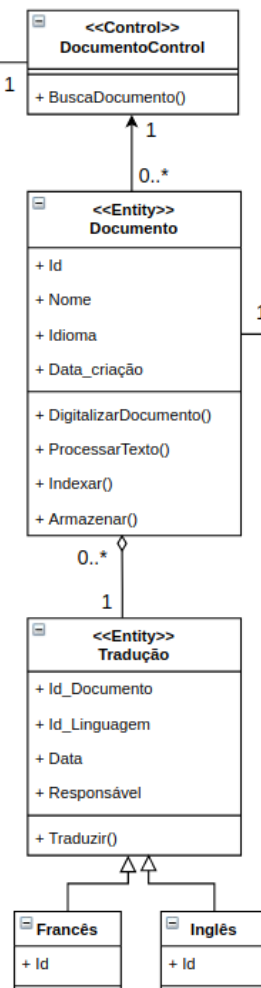 <<Control>>
DocumentoControl
1
+ BuscaDocumento()
1
0..*
<<Entity>>
Documento
+ Id
+ Nome
1
+ Idioma
+ Data_criação
+ DigitalizarDocumento()
+ ProcessarTexto()
+ Indexar()
+ Armazenar()
0..*
1
<<Entity>>
Tradução
+ Id_Documento
+ Id_Linguagem
+ Data
+ Responsável
+ Traduzir()
Francês
Inglês
+ Id
+ Id